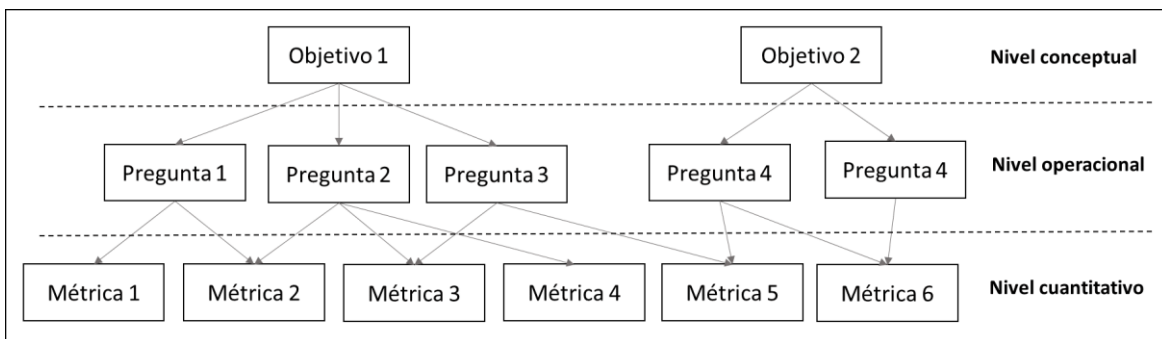 Objetivo 1
Objetivo 2
Nivel conceptual
Pregunta 1
Pregunta 2
Pregunta 3
Pregunta 4
Pregunta 4
Nivel operacional
Métrica 1
Métrica 2
Métrica 3
Métrica 4
Métrica 5
Métrica 6
Nivel cuantitativo